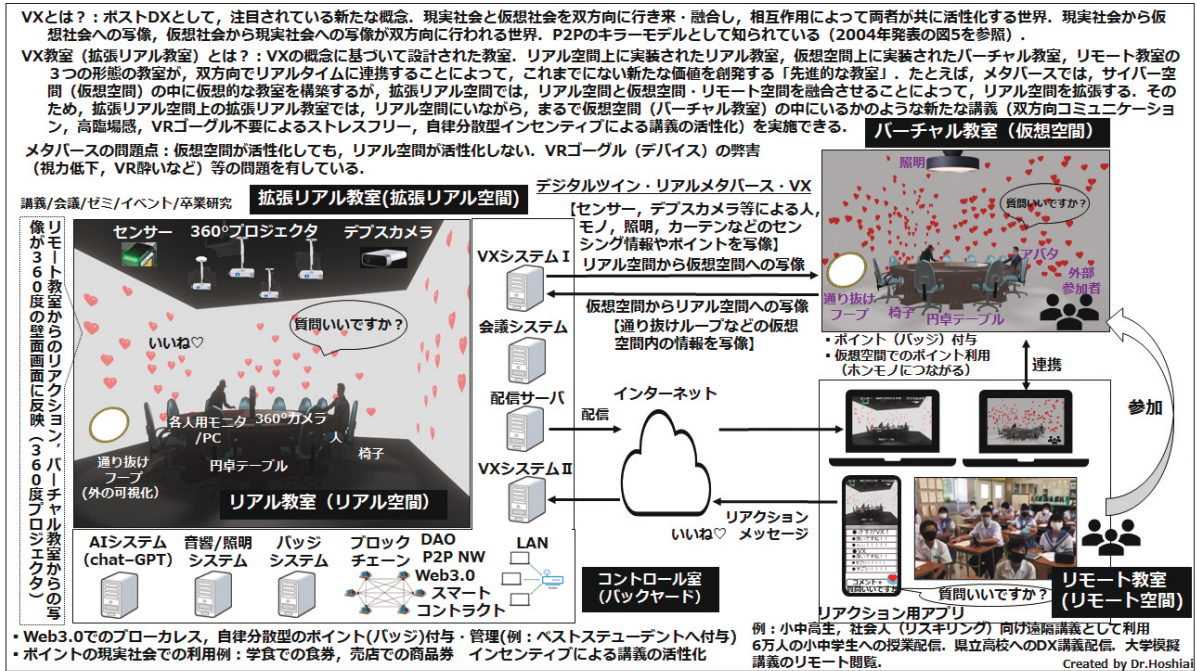 VXとは？：ポストDXとして，注目されている新たな概念．現実社会と仮想社会を双方向に行き来・融合し，相互作用によって両者が共に活性化する世界．現実社会から仮
想社会への写像，仮想社会から現実社会への写像が双方向に行われる世界．P2Pのキラーモデルとして知られている（2004年発表の図5を参照）．
VX教室（拡張リアル教室）とは？：VXの概念に基づいて設計された教室．リアル空間上に実装されたリアル教室，仮想空間上に実装されたバーチャル教室，リモート教室の
３つの形態の教室が，双方向でリアルタイムに連携することによって，これまでにない新たな価値を創発する「先進的な教室」．たとえば，メタバースでは，サイバー空
間（仮想空間）の中に仮想的な教室を構築するが，拡張リアル空間では，リアル空間と仮想空間・リモート空間を融合させることによって，リアル空間を拡張する．その
ため，拡張リアル空間上の拡張リアル教室では，リアル空間にいながら，まるで仮想空間（バーチャル教室）の中にいるかのような新たな講義（双方向コミュニケーショ
ン，高臨場感，VRゴーグル不要によるストレスフリー，自律分散型インセンティブによる講義の活性化）を実施できる．
メタバースの問題点：仮想空間が活性化しても，リアル空間が活性化しない．VRゴーグル（デバイス）の弊害
（視力低下，VR酔いなど）等の問題を有している．
バーチャル教室（仮想空間）
照明
質問いいですか？
アバタ
外部
参加者
通り抜け
フープ
椅子
円卓テーブル
▪ ポイント（バッジ）付与
▪ 仮想空間でのポイント利用
（ホンモノにつながる）
講義/会議/ゼミ/イベント/卒業研究
拡張リアル教室(拡張リアル空間)
リモート教室からのリアクション，バーチャル教室からの写
像が３６０度の壁面画面に反映（３６０度プロジェクタ）
センサー
360°プロジェクタ
デプスカメラ
質問いいですか？
いいね♡
各人用モニタ
/PC
360°カメラ
人
椅子
通り抜け
フープ
(外の可視化)
円卓テーブル
リアル教室（リアル空間）
デジタルツイン・リアルメタバース・VX
【センサー，デプスカメラ等による人，
モノ，照明，カーテンなどのセン
シング情報やポイントを写像】
リアル空間から仮想空間への写像
仮想空間からリアル空間への写像
【通り抜けループなどの仮想
空間内の情報を写像】
VXシステムⅠ
会議システム
配信サーバ
VXシステムⅡ
配信
インターネット
リアクション
いいね♡ メッセージ
連携
参加
AIシステム
(chat-GPT)
音響/照明
システム
バッジ
システム
ブロック
チェーン
DAO
P2P NW
Web3.0
スマート
コントラクト
LAN
コントロール室
（バックヤード）
コメント+
質問いいですか
質問いいですか？
リアクション用アプリ
リモート教室
(リモート空間)
▪ Web3.0でのブローカレス，自律分散型のポイント(バッジ)付与・管理(例：ベストステューデントへ付与)
▪ ポイントの現実社会での利用例：学食での食券，売店での商品券　インセンティブによる講義の活性化
例：小中高生，社会人（リスキリング）向け遠隔講義として利用
6万人の小中学生への授業配信．県立高校へのDX講義配信．大学模擬
講義のリモート閲覧．
Created by Dr.Hoshiai